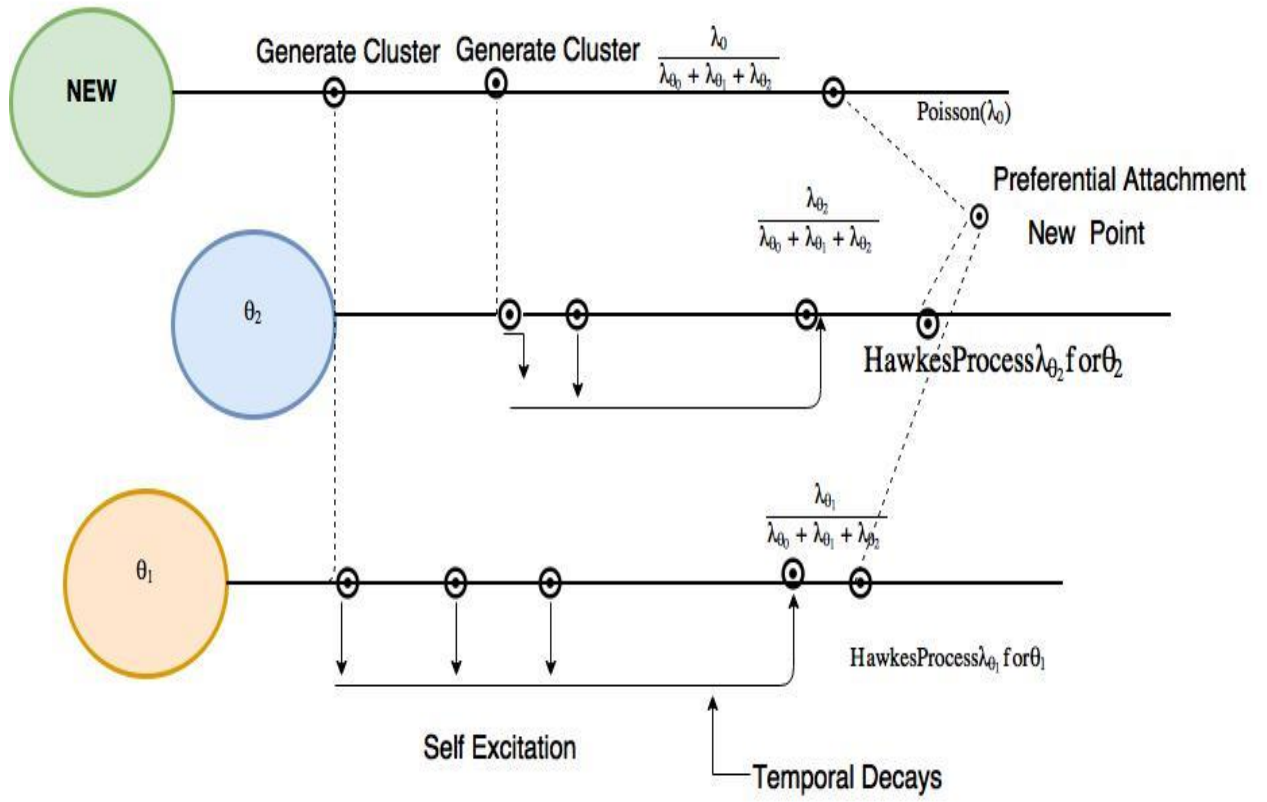 Generate Cluster Generate Cluster
λ0
λθ0 + λθ1 + λθ2
NEW
Poisson(λ0)
Preferential Attachment
New Point
λθ2
λθ0 + λθ1 + λθ2
θ2
HawkesProcessλθ2forθ2
λθ1
λθ0 + λθ1 + λθ2
θ1
HawkesProcessλθ1forθ1
Self Excitation
Temporal Decays